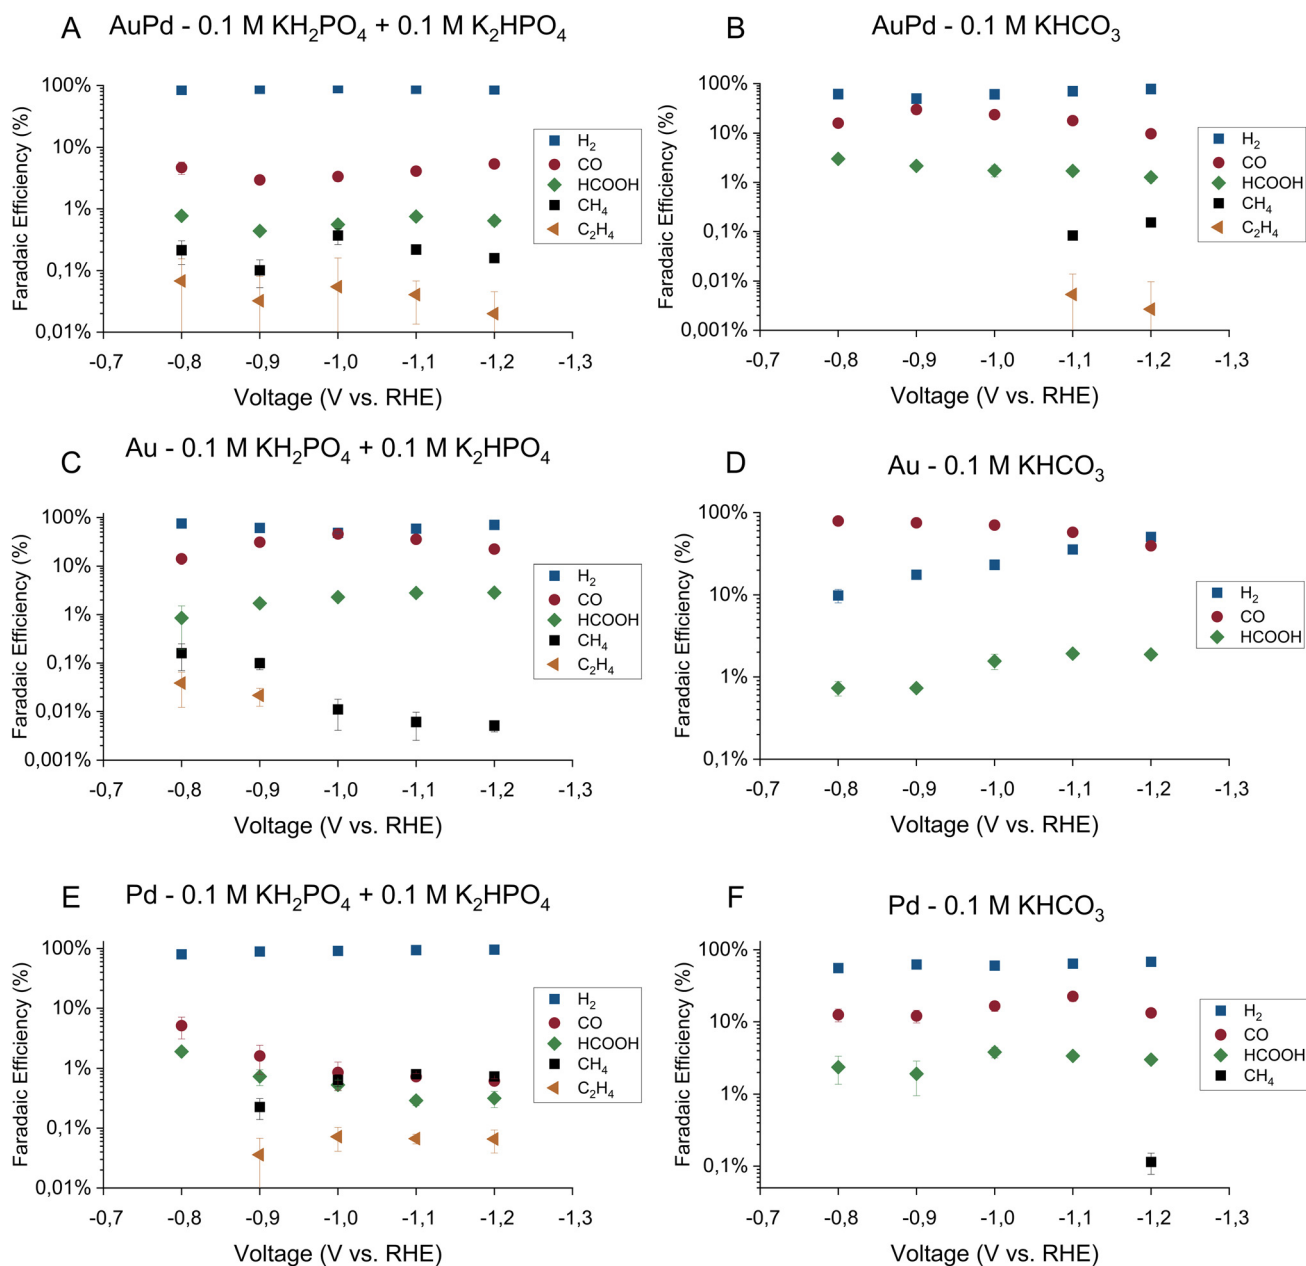 A
AuPd - 0.1 M KH₂PO₄ + 0.1 M K₂HPO₄
Faradaic Efficiency (%)
100%
10%
1%
0,1%
0,01%
-0,7 -0,8 -0,9 -1,0 -1,1 -1,2 -1,3
Voltage (V vs. RHE)
H₂
CO
HCOOH
CH₄
C₂H₄
B
AuPd - 0.1 M KHCO₃
Faradaic Efficiency (%)
100%
10%
1%
0,1%
0,01%
0,001%
-0,7 -0,8 -0,9 -1,0 -1,1 -1,2 -1,3
Voltage (V vs. RHE)
H₂
CO
HCOOH
CH₄
C₂H₄
C
Au - 0.1 M KH₂PO₄ + 0.1 M K₂HPO₄
Faradaic Efficiency (%)
100%
10%
1%
0,1%
0,01%
0,001%
-0,7 -0,8 -0,9 -1,0 -1,1 -1,2 -1,3
Voltage (V vs. RHE)
H₂
CO
HCOOH
CH₄
C₂H₄
D
Au - 0.1 M KHCO₃
Faradaic Efficiency (%)
100%
10%
1%
0,1%
-0,7 -0,8 -0,9 -1,0 -1,1 -1,2 -1,3
Voltage (V vs. RHE)
H₂
CO
HCOOH
E
Pd - 0.1 M KH₂PO₄ + 0.1 M K₂HPO₄
Faradaic Efficiency (%)
100%
10%
1%
0,1%
0,01%
-0,7 -0,8 -0,9 -1,0 -1,1 -1,2 -1,3
Voltage (V vs. RHE)
H₂
CO
HCOOH
CH₄
C₂H₄
F
Pd - 0.1 M KHCO₃
Faradaic Efficiency (%)
100%
10%
1%
0,1%
-0,7 -0,8 -0,9 -1,0 -1,1 -1,2 -1,3
Voltage (V vs. RHE)
H₂
CO
HCOOH
CH₄